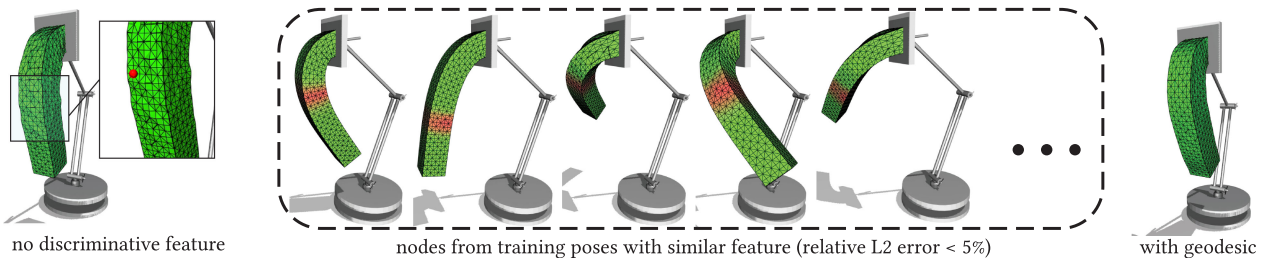 no discriminative feature
nodes from training poses with similar feature (relative L2 error < 5%)
with geodesic